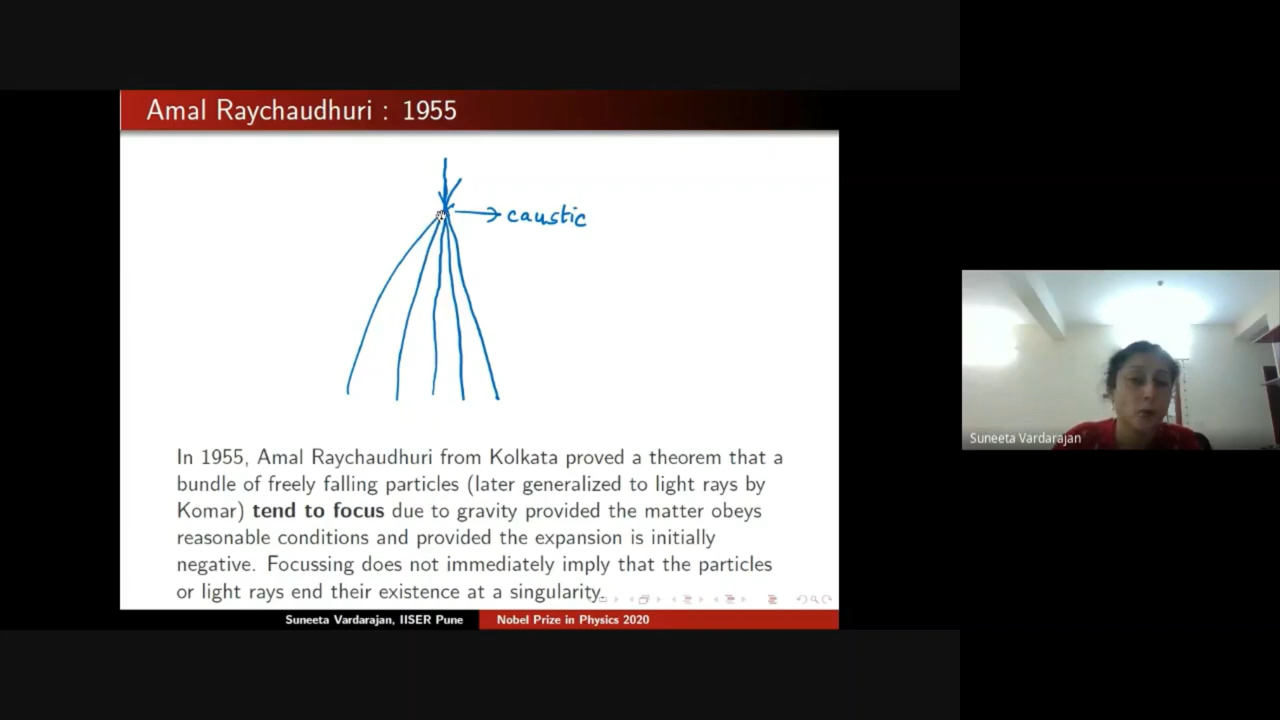 Amal Raychaudhuri : 1955
caustic
In 1955, Amal Raychaudhuri from Kolkata proved a theorem that a
bundle of freely falling particles (later generalized to light rays by
Komar) tend to focus due to gravity provided the matter obeys
reasonable conditions and provided the expansion is initially
negative. Focussing does not immediately imply that the particles
or light rays end their existence at a singularity.
Suneeta Vardarajan, IISER Pune
Nobel Prize in Physics 2020
Suneeta Vardarajan